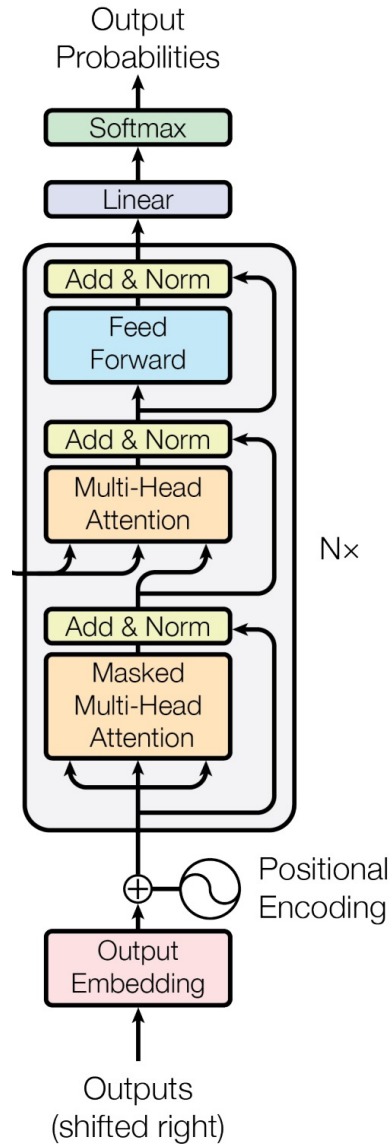 Output
Probabilities
Softmax
Linear
Add & Norm
Feed
Forward
Add & Norm
Multi-Head
Attention
N×
Add & Norm
Masked
Multi-Head
Attention
Positional
Encoding
Output
Embedding
Outputs
(shifted right)